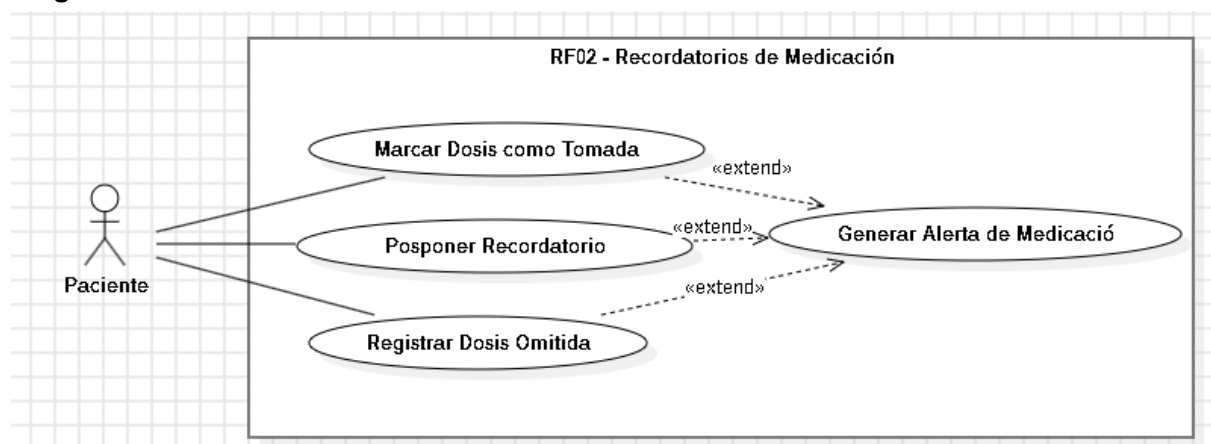 RF02 - Recordatorios de Medicación
Marcar Dosis como Tomada
«extend»
Posponer Recordatorio
«extend»
Generar Alerta de Medicació
Paciente
«extend»
Registrar Dosis Omitida